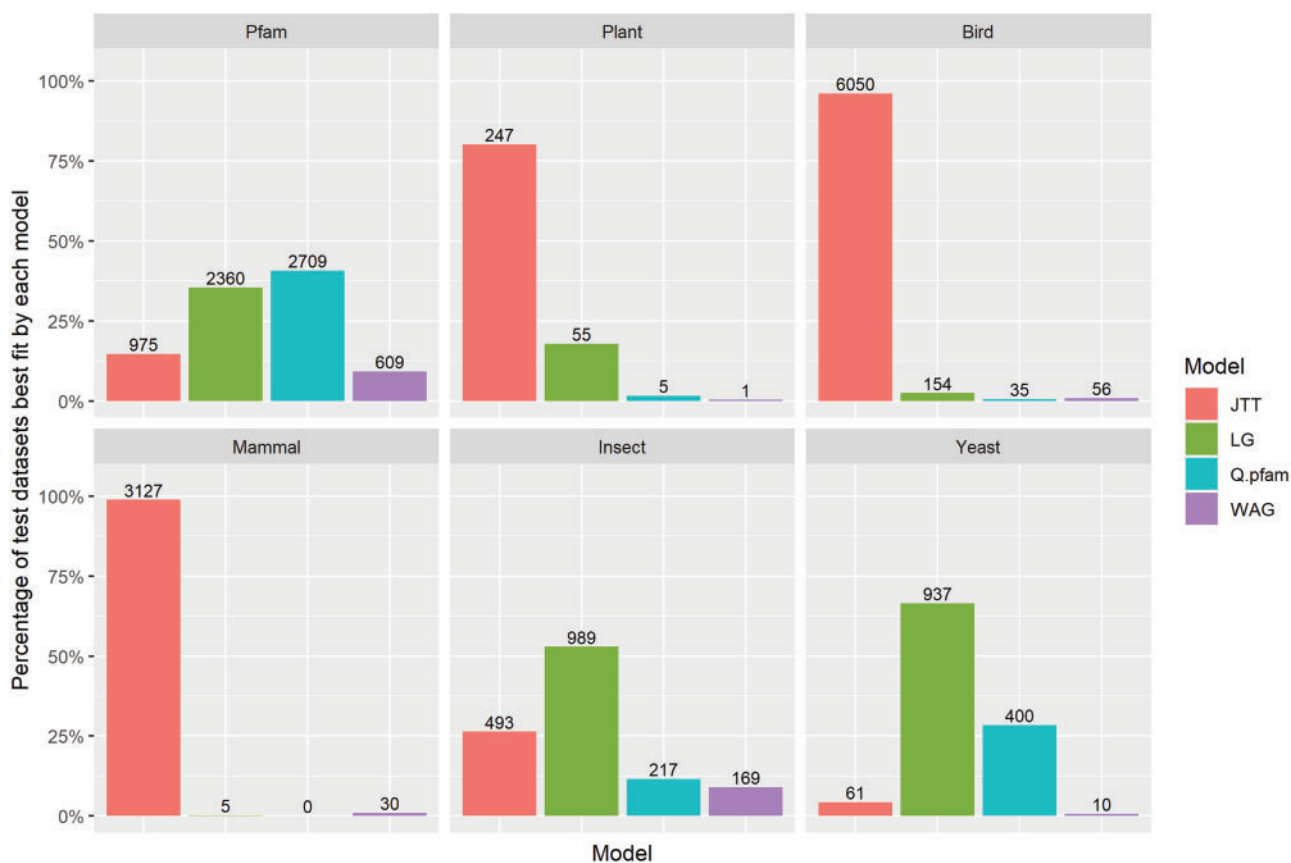 Pfam
Plant
Bird
Percentage of test datasets best fit by each model
100%
75%
50%
25%
0%
975
2360
2709
609
247
55
5
1
6050
154
35
56
Model
JTT
LG
Q.pfam
WAG
Mammal
Insect
Yeast
100%
75%
50%
25%
0%
3127
5
0
30
493
989
217
169
61
937
400
10
Model